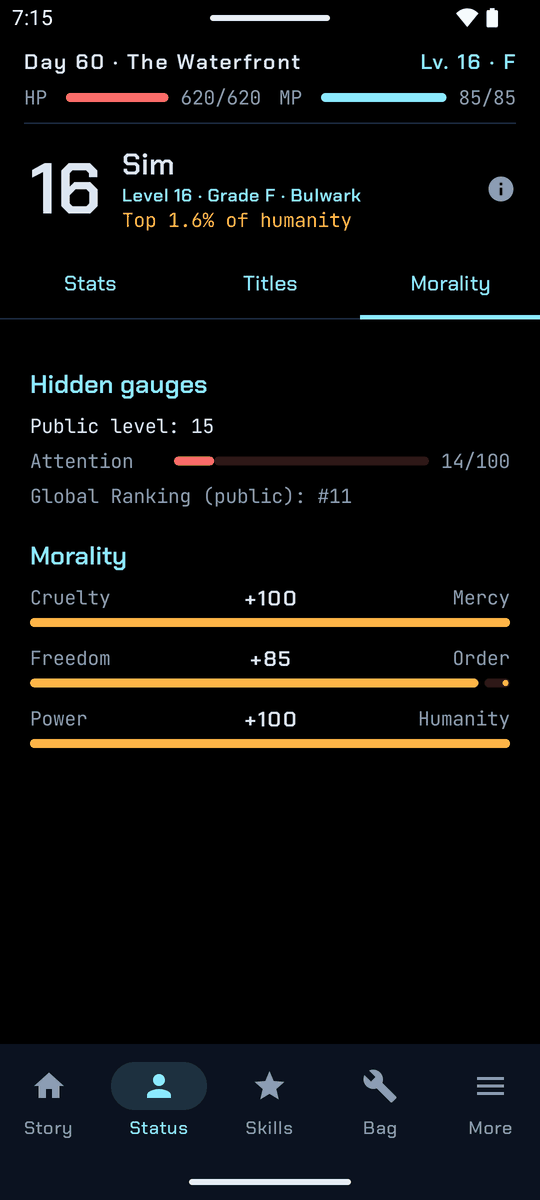 7:15
Day 60 · The Waterfront Lv. 16 · F
HP 620/620 MP 85/85
16
Sim
Level 16 · Grade F · Bulwark
Top 1.6% of humanity
Stats Titles Morality
Hidden gauges
Public level: 15
Attention 14/100
Global Ranking (public): #11
Morality
Cruelty +100 Mercy
Freedom +85 Order
Power +100 Humanity
Story Status Skills Bag More